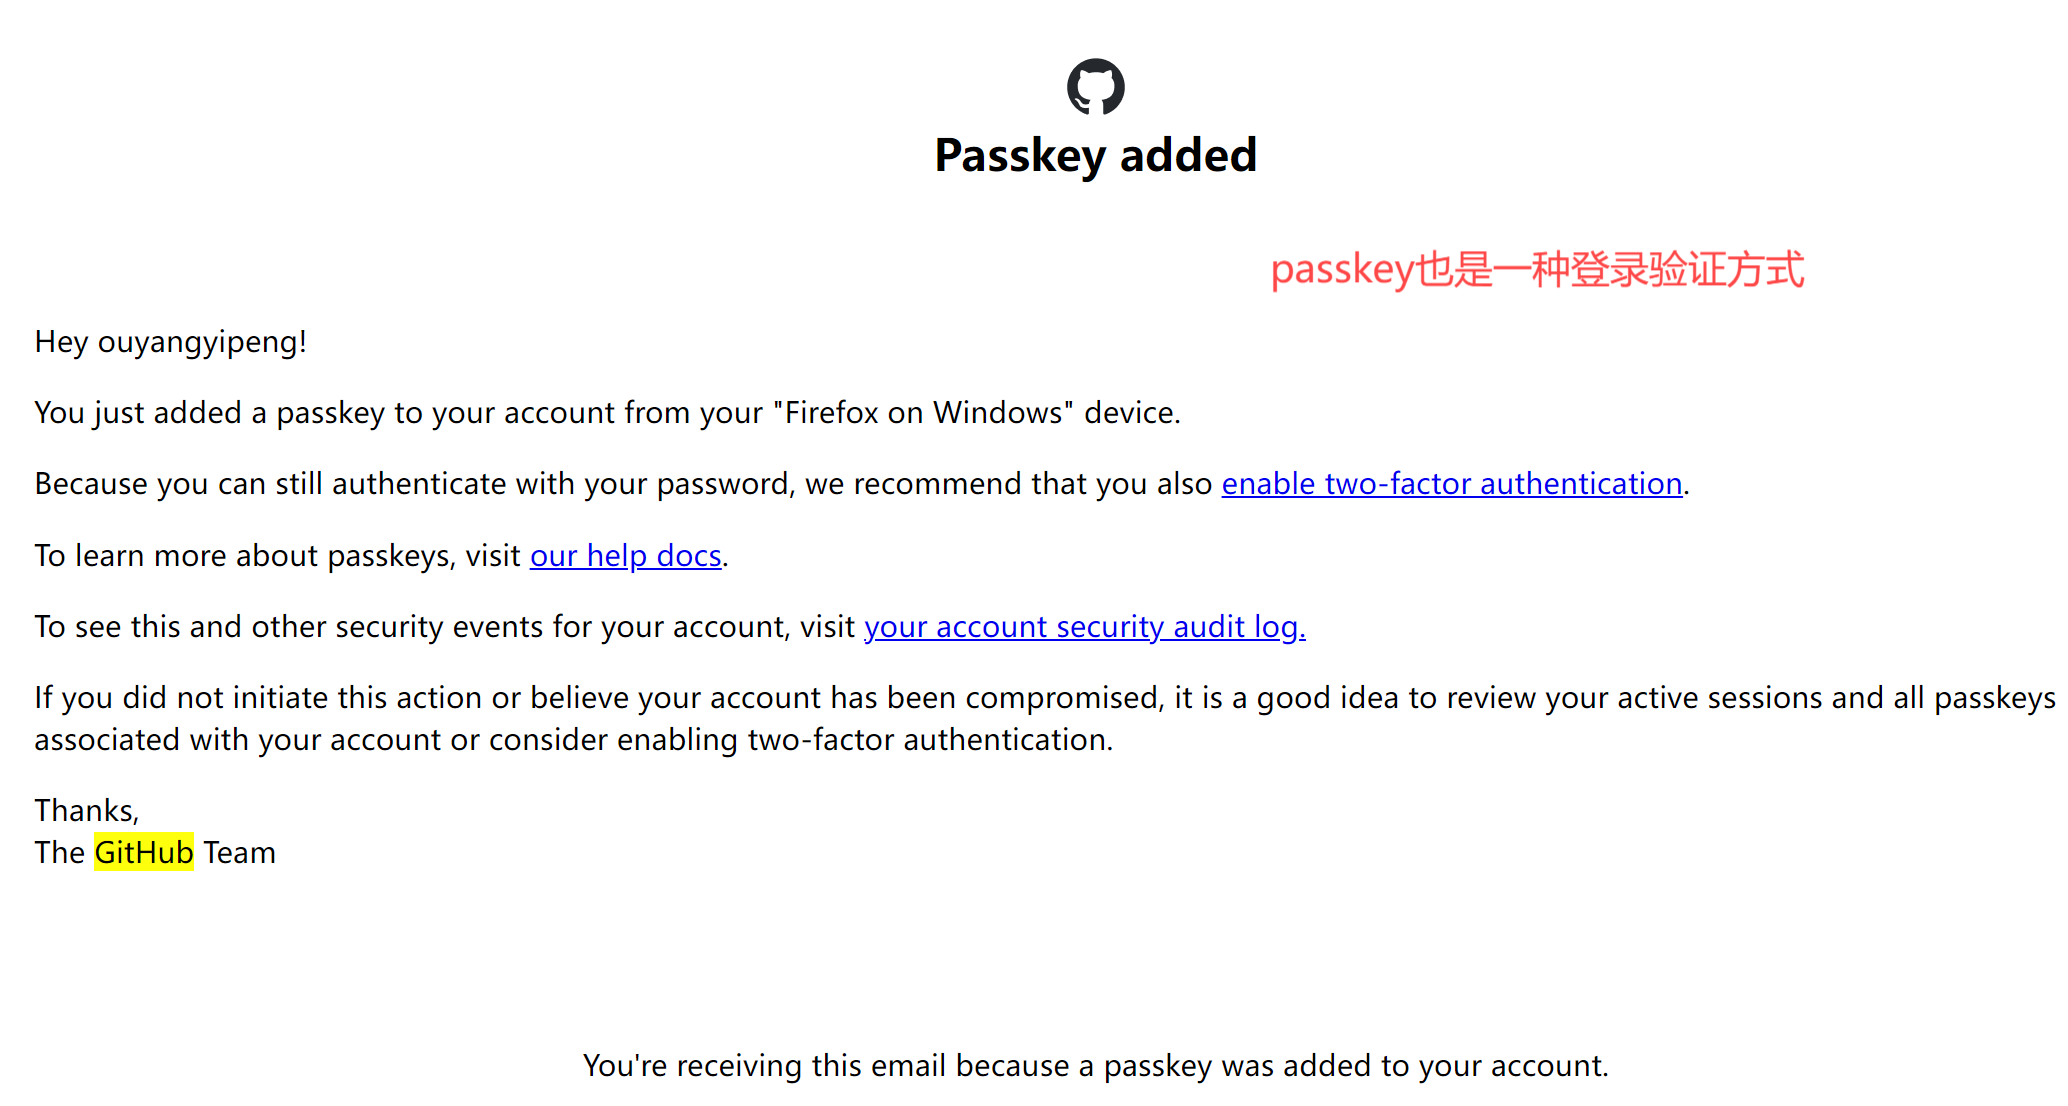 Passkey added
passkey也是一种登录验证方式
Hey ouyangyipeng!
You just added a passkey to your account from your "Firefox on Windows" device.
Because you can still authenticate with your password, we recommend that you also enable two-factor authentication.
To learn more about passkeys, visit our help docs.
To see this and other security events for your account, visit your account security audit log.
If you did not initiate this action or believe your account has been compromised, it is a good idea to review your active sessions and all passkeys
associated with your account or consider enabling two-factor authentication.
Thanks,
The GitHub Team
You're receiving this email because a passkey was added to your account.